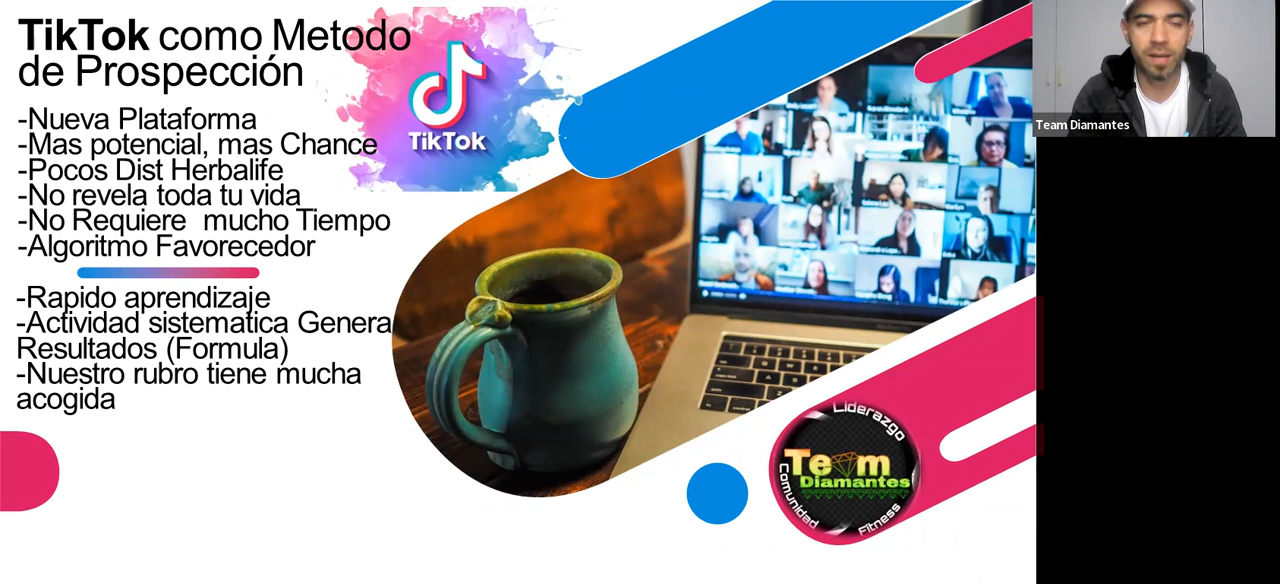 TikTok como Metodo
de Prospección
-Nueva Plataforma
-Mas potencial, mas Chance
-Pocos Dist Herbalife
-No revela toda tu vida
-No Requiere  mucho Tiempo
-Algoritmo Favorecedor
-Rapido aprendizaje
-Actividad sistematica Genera
Resultados (Formula)
-Nuestro rubro tiene mucha
acogida
TikTok
Team Diamantes
Liderazgo
Team
Diamantes
Comunidad
Fitness